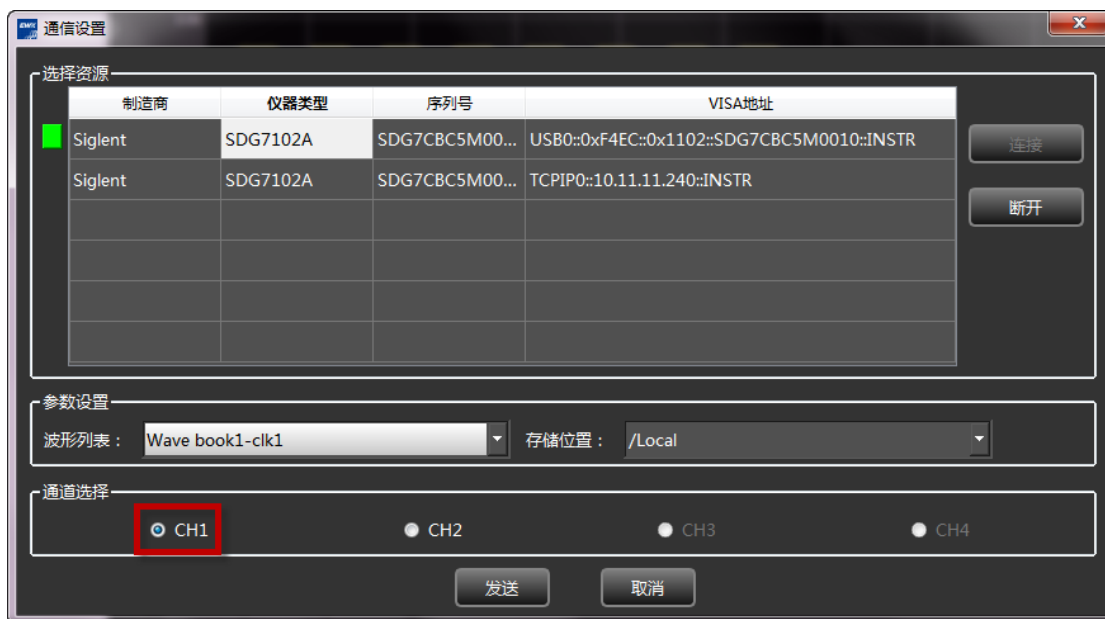 EWX 通信设置
选择资源
制造商 仪器类型 序列号 VISA地址
Siglent SDG7102A SDG7CBC5M00... USB0::0xF4EC::0x1102::SDG7CBC5M0010::INSTR 连接
Siglent SDG7102A SDG7CBC5M00... TCPIP0::10.11.11.240::INSTR
断开
参数设置
波形列表： Wave book1-clk1 存储位置： /Local
通道选择
CH1 CH2 CH3 CH4
发送 取消